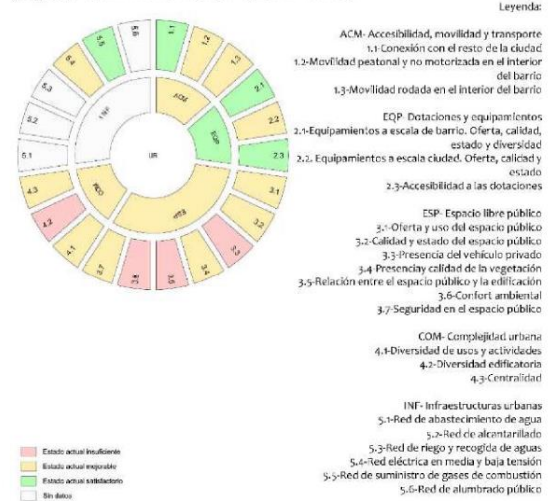 Leyenda:
ACM- Accesibilidad, movilidad y transporte
1.1-Conexión con el resto de la ciudad
1.2-Movilidad peatonal y no motorizada en el interior
del barrio
1.3-Movilidad rodada en el interior del barrio
EQP- Dotaciones y equipamientos
2.1-Equipamientos a escala de barrio. Oferta, calidad,
estado y diversidad
2.2. Equipamientos a escala ciudad. Oferta, calidad y
estado
2.3-Accesibilidad a las dotaciones
ESP- Espacio libre público
3.1-Oferta y uso del espacio público
3.2-Calidad y estado del espacio público
3.3-Presencia del vehículo privado
3.4-Presencia y calidad de la vegetación
3.5-Relación entre el espacio público y la edificación
3.6-Confort ambiental
3.7-Seguridad en el espacio público
COM- Complejidad urbana
4.1-Diversidad de usos y actividades
4.2-Diversidad edificatoria
4.3-Centralidad
INF- Infraestructuras urbanas
5.1-Red de abastecimiento de agua
5.2-Red de alcantarillado
5.3-Red de riego y recogida de aguas
5.4-Red eléctrica en media y baja tensión
5.5-Red de suministro de gases de combustión
5.6-Red de alumbrado público
1.1
1.2
1.3
2.1
2.2
2.3
3.1
3.2
3.3
3.4
3.5
3.6
3.7
4.1
4.2
4.3
5.1
5.2
5.3
5.4
5.5
5.6
ACM
EQP
ESP
INF
UR
Estado actual insuficiente
Estado actual mejorable
Estado actual satisfactorio
Sin datos